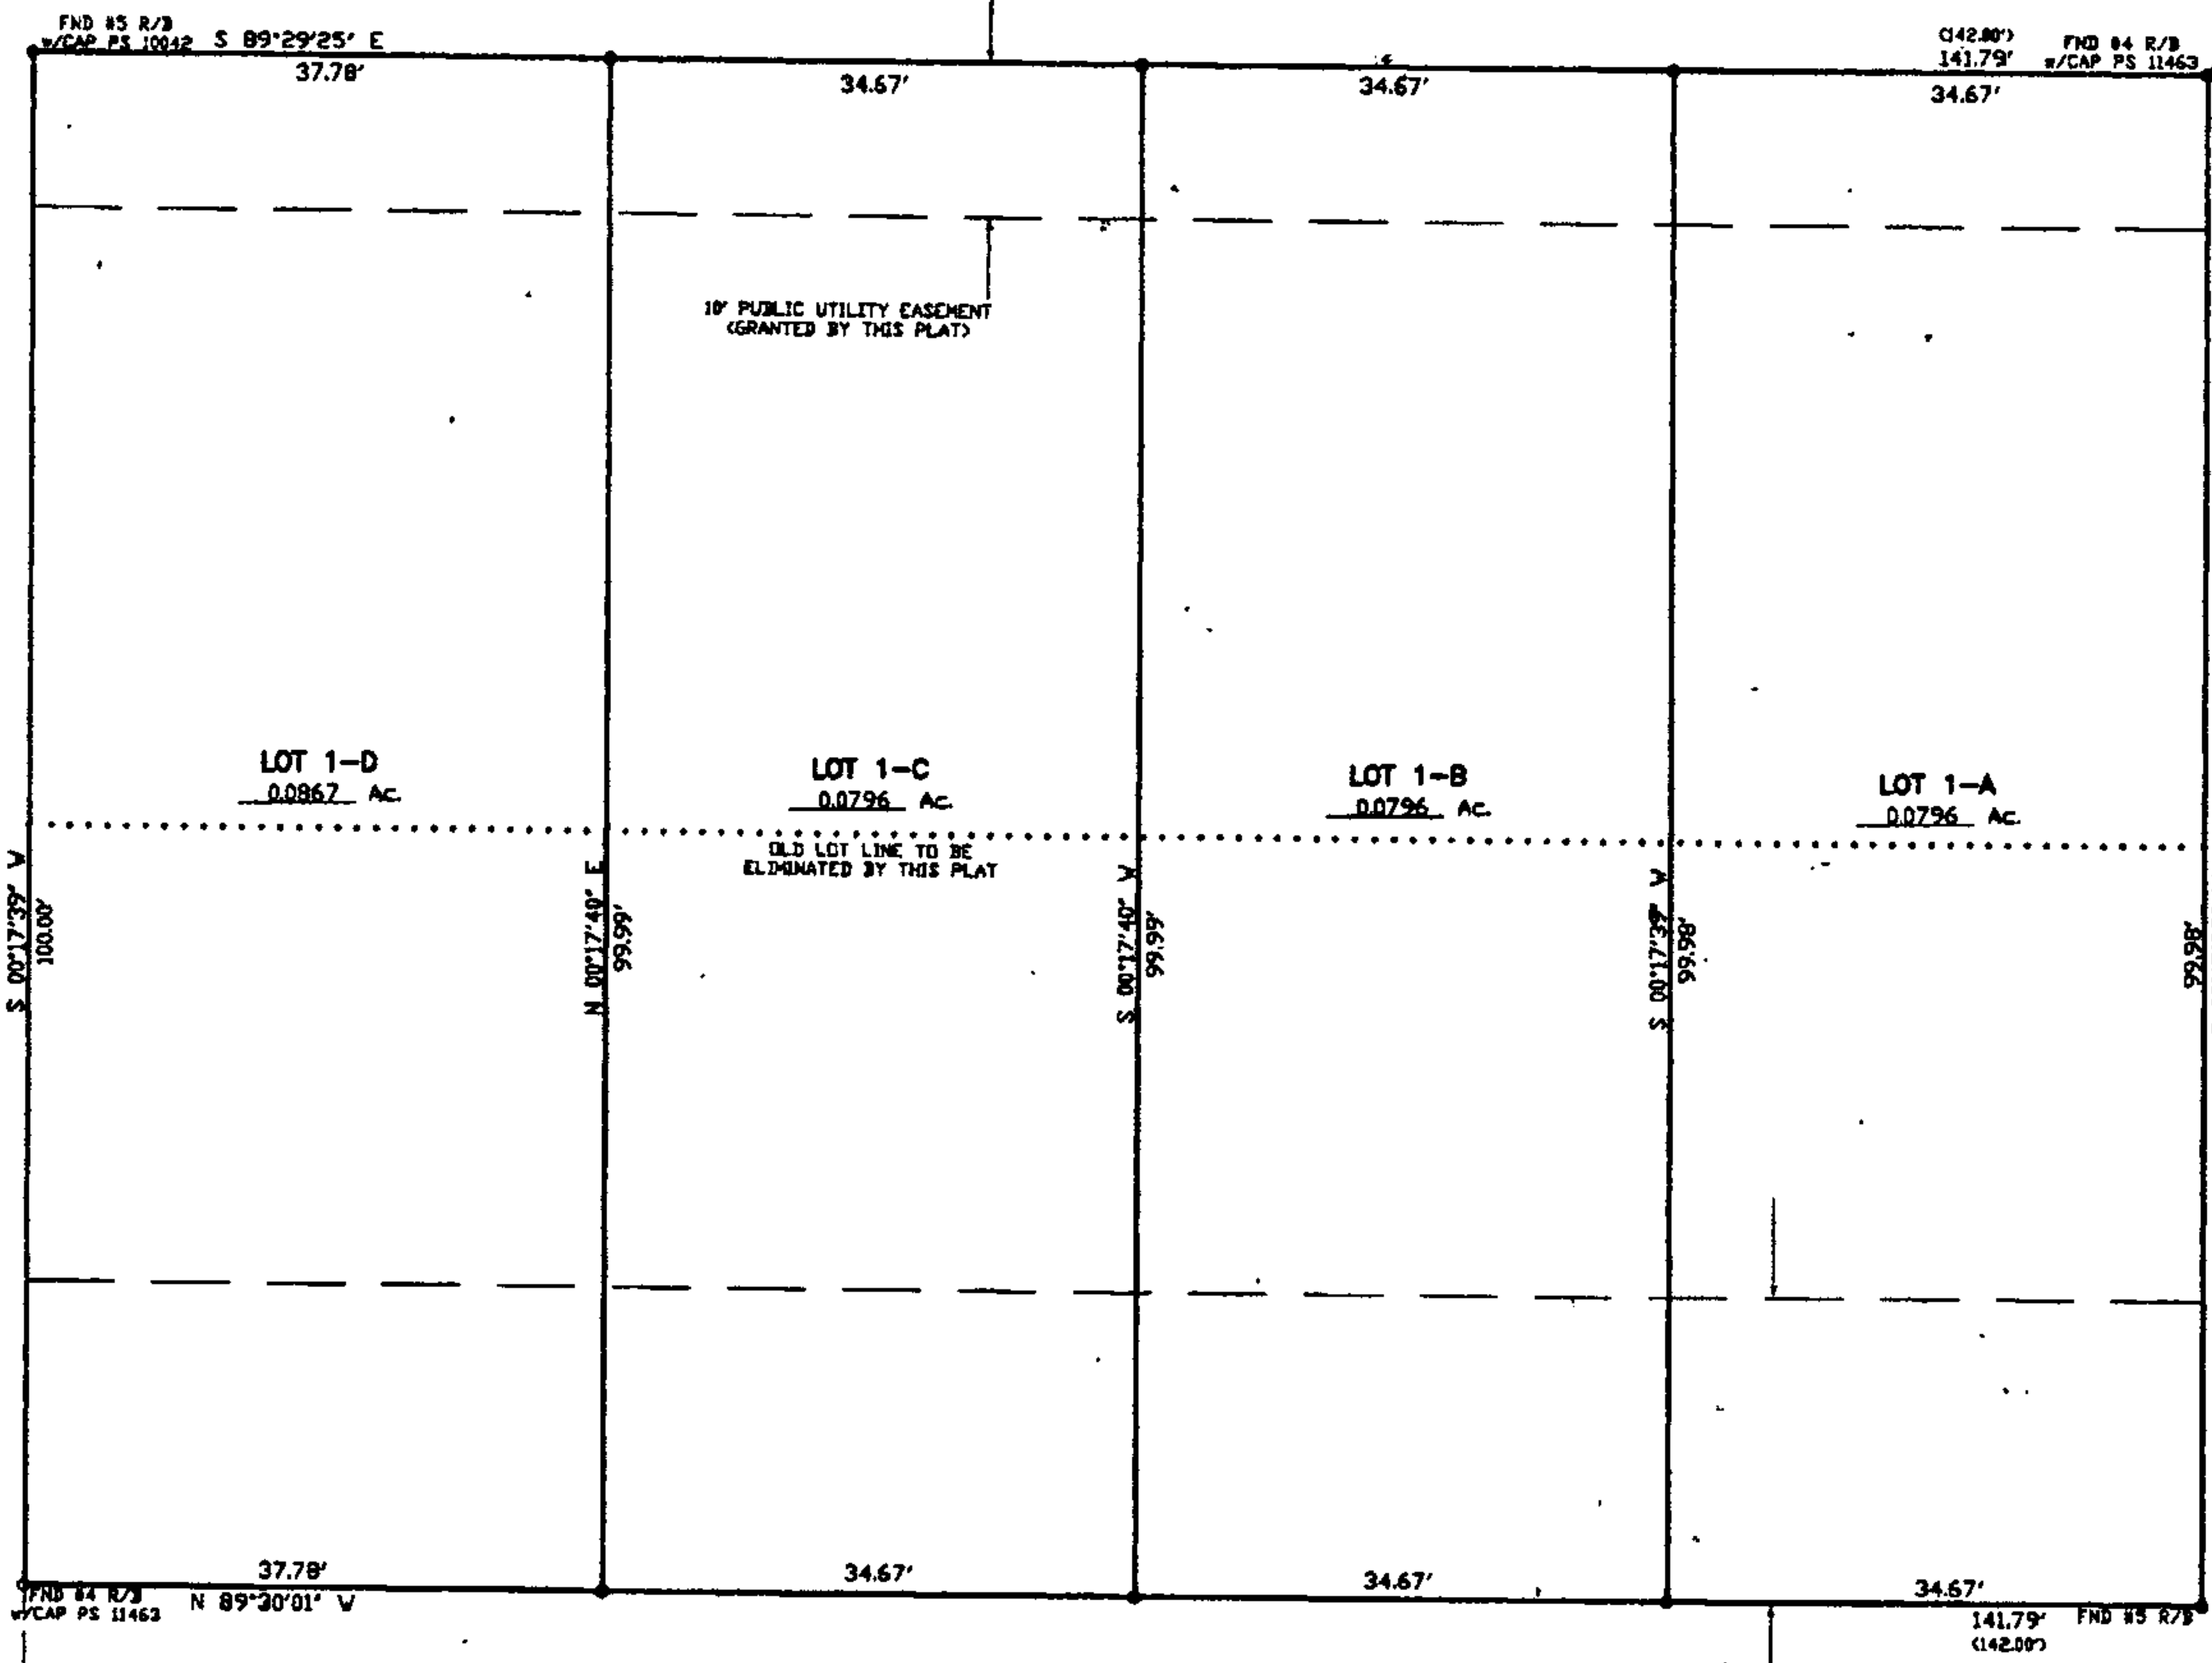 FND #5 R/B
w/CAP PS 10042
S 89°29'25" E
37.78'
34.67'
34.67'
(142.00')
141.79'
34.67'
FND #4 R/B
w/CAP PS 11463
10' PUBLIC UTILITY EASEMENT
(GRANTED BY THIS PLAT)
LOT 1-D
0.0867 Ac.
LOT 1-C
0.0796 Ac.
LOT 1-B
0.0796 Ac.
LOT 1-A
0.0796 Ac.
OLD LOT LINE TO BE
ELIMINATED BY THIS PLAT
S 00°17'39" W
100.00'
N 00°17'40" E
99.99'
S 00°17'40" W
99.99'
S 00°17'39" W
99.98'
99.98'
37.78'
34.67'
34.67'
34.67'
FND #4 R/B
w/CAP PS 11463
N 89°30'01" W
141.79'
(142.00')
FND #5 R/B